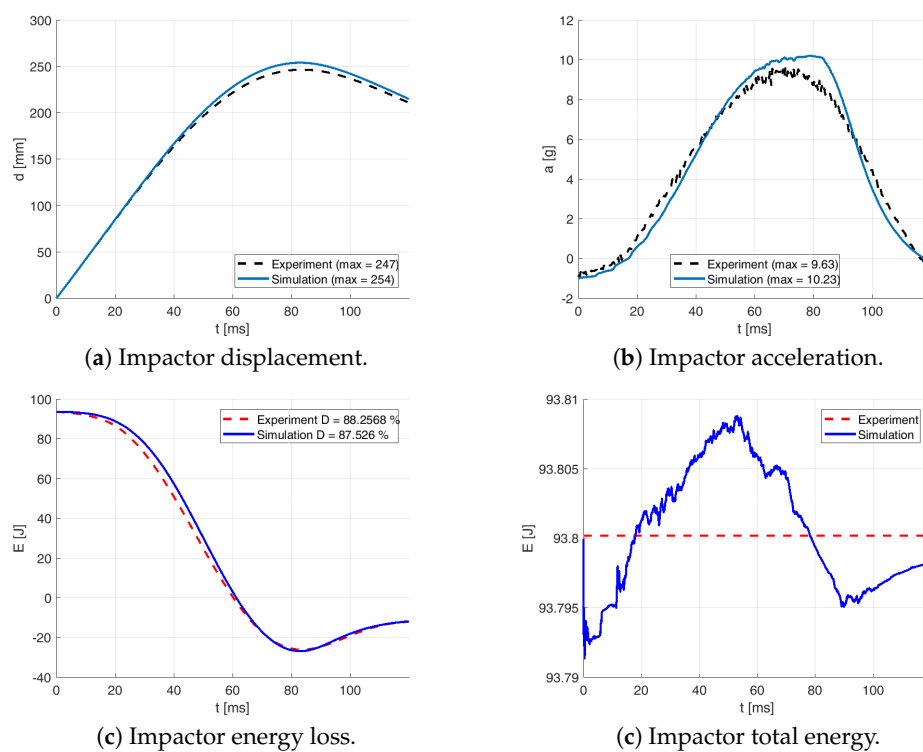 300
250
200
150
100
50
0
d [mm]
0 20 40 60 80 100
t [ms]
Experiment (max = 247)
Simulation (max = 254)
(a) Impactor displacement.
12
10
8
6
4
2
0
-2
a [g]
0 20 40 60 80 100
t [ms]
Experiment (max = 9.63)
Simulation (max = 10.23)
(b) Impactor acceleration.
100
80
60
40
20
0
-20
-40
E [J]
0 20 40 60 80 100
t [ms]
Experiment D = 88.2568 %
Simulation D = 87.526 %
(c) Impactor energy loss.
93.81
93.805
93.8
93.795
93.79
E [J]
0 20 40 60 80 100
t [ms]
Experiment
Simulation
(c) Impactor total energy.